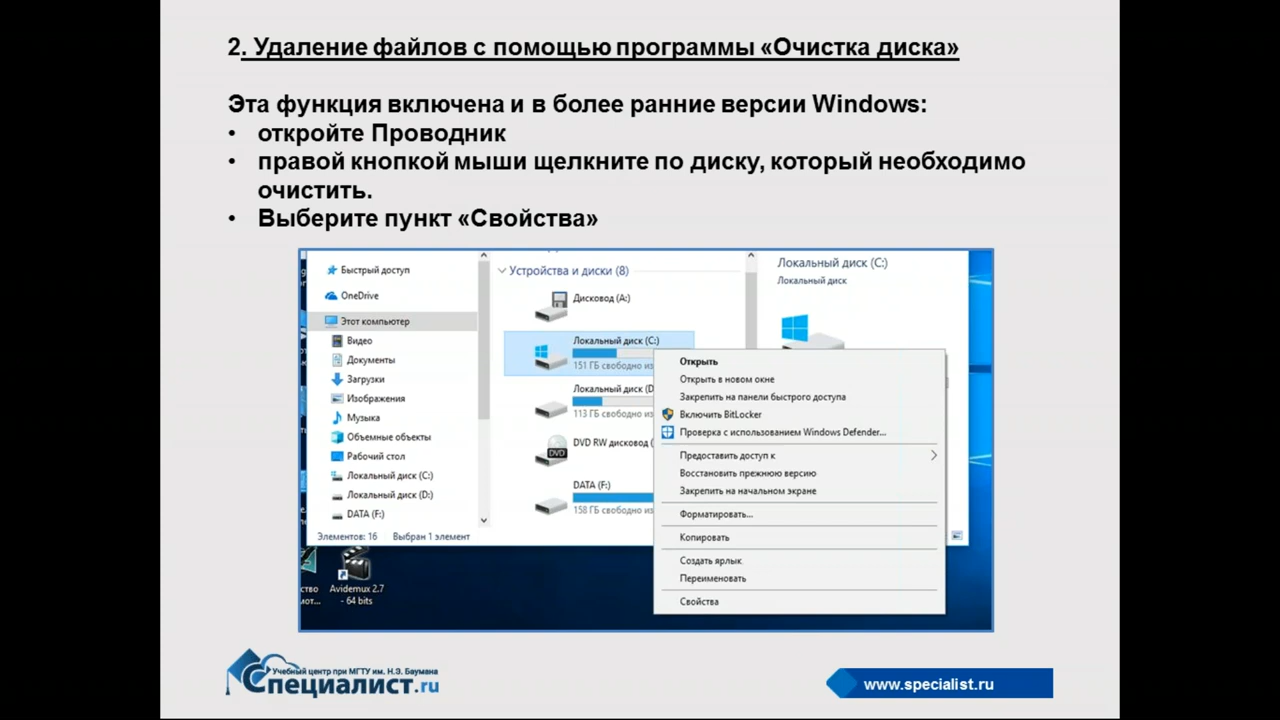 2. Удаление файлов с помощью программы «Очистка диска»
Эта функция включена и в более ранние версии Windows:
• откройте Проводник
• правой кнопкой мыши щелкните по диску, который необходимо
очистить.
• Выберите пункт «Свойства»
Быстрый доступ
OneDrive
Этот компьютер
Видео
Документы
Загрузки
Изображения
Музыка
Объемные объекты
Рабочий стол
Локальный диск (C:)
Локальный диск (D:)
DATA (F:)
Элементов: 16 Выбран 1 элемент
Устройства и диски (8)
Дисковод (A:)
Локальный диск (C:)
151 ГБ свободно из
Локальный диск (D
113 ГБ свободно из
DVD RW дисковод (
DVD
DATA (F:)
158 ГБ свободно из
Локальный диск (C:)
Локальный диск
Открыть
Открыть в новом окне
Закрепить на панели быстрого доступа
Включить BitLocker
Проверка с использованием Windows Defender...
Предоставить доступ к
Восстановить прежнюю версию
Закрепить на начальном экране
Форматировать...
Копировать
Создать ярлык
Переименовать
Свойства
Avidemux 2.7
- 64 bits
Учебный центр при МГТУ им. Н.Э. Баумана
Специалист.ru
www.specialist.ru